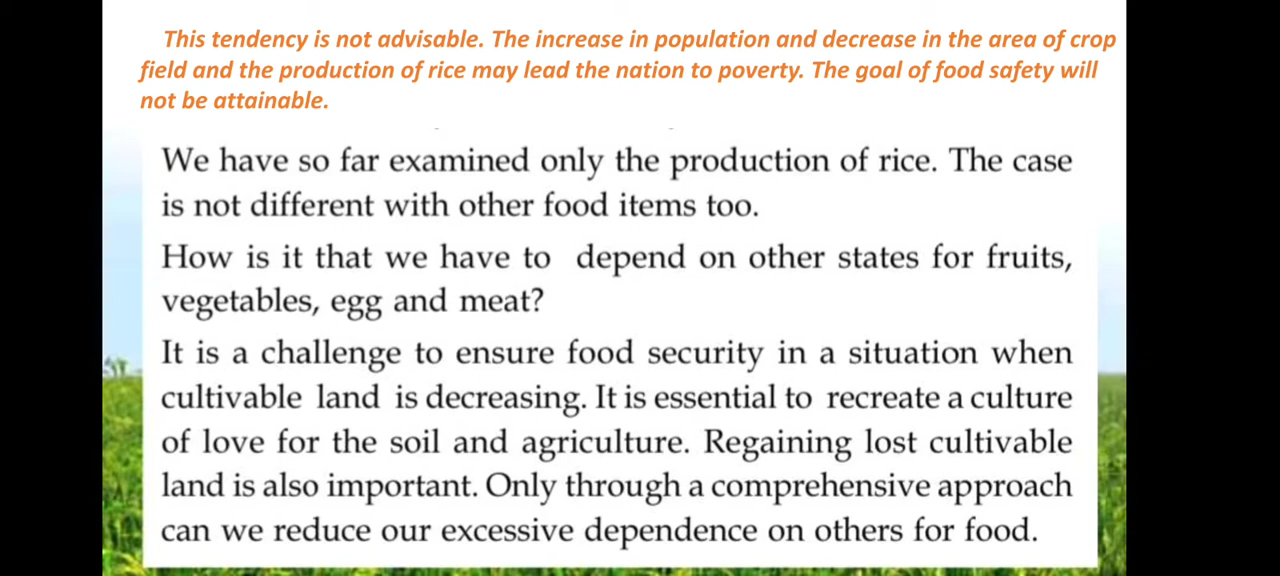 This tendency is not advisable. The increase in population and decrease in the area of crop
field and the production of rice may lead the nation to poverty. The goal of food safety will
not be attainable.
We have so far examined only the production of rice. The case
is not different with other food items too.
How is it that we have to depend on other states for fruits,
vegetables, egg and meat?
It is a challenge to ensure food security in a situation when
cultivable land is decreasing. It is essential to recreate a culture
of love for the soil and agriculture. Regaining lost cultivable
land is also important. Only through a comprehensive approach
can we reduce our excessive dependence on others for food.